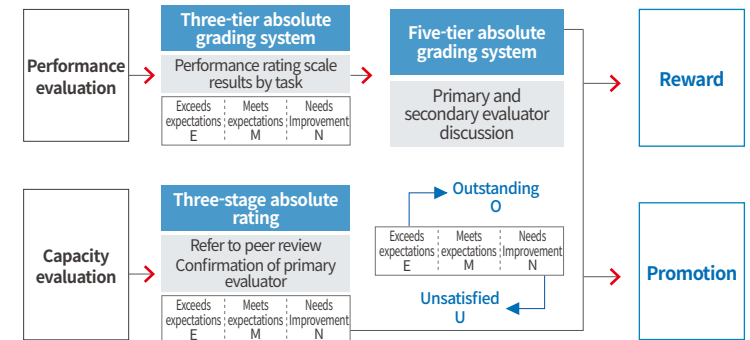 Performance
evaluation
Three-tier absolute
grading system
Performance rating scale
results by task
Exceeds
expectations
E
Meets
expectations
M
Needs
Improvement
N
Five-tier absolute
grading system
Primary and
secondary evaluator
discussion
Reward
Capacity
evaluation
Three-stage absolute
rating
Refer to peer review
Confirmation of primary
evaluator
Exceeds
expectations
E
Meets
expectations
M
Needs
Improvement
N
Outstanding
O
Exceeds
expectations
E
Meets
expectations
M
Needs
Improvement
N
Unsatisfied
U
Promotion